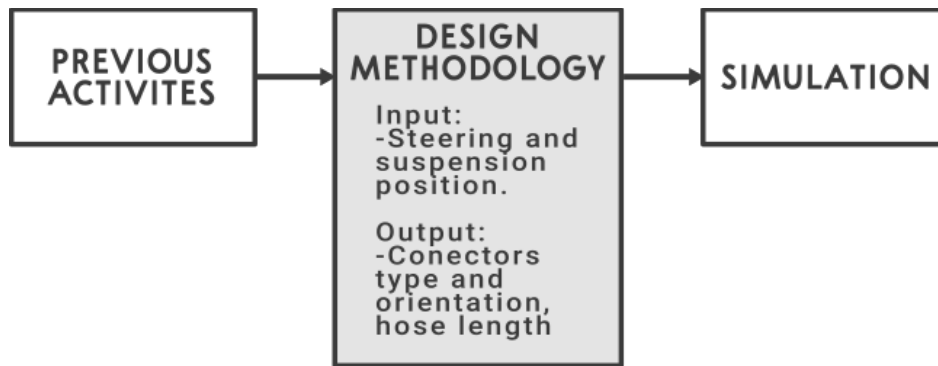 PREVIOUS
ACTIVITES
DESIGN
METHODOLOGY
Input:
-Steering and
suspension
position.
Output:
-Conectors
type and
orientation,
hose length
SIMULATION